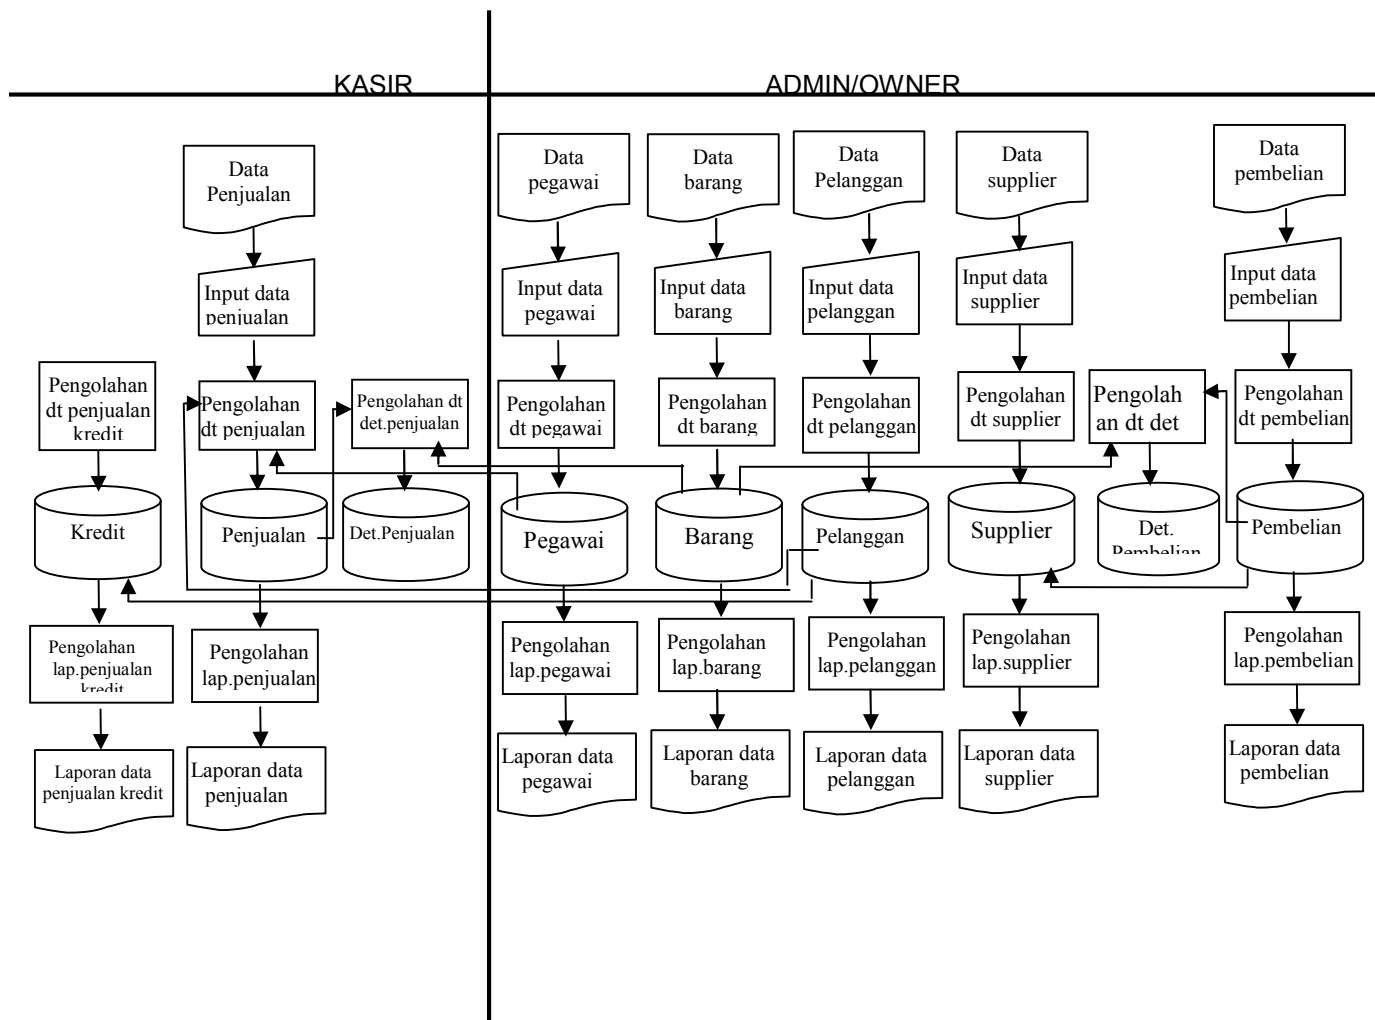 KASIR
ADMIN/OWNER
Data
Penjualan
Data
pegawai
Data
barang
Data
Pelanggan
Data
supplier
Data
pembelian
Input data
penjualan
Input data
pegawai
Input data
barang
Input data
pelanggan
Input data
supplier
Input data
pembelian
Pengolahan
dt penjualan
kredit
Pengolahan
dt penjualan
Pengolahan dt
det.penjualan
Pengolahan
dt pegawai
Pengolahan
dt barang
Pengolahan
dt pelanggan
Pengolahan
dt supplier
Pengolah
an dt det
Pengolahan
dt pembelian
Kredit
Penjualan
Det.Penjualan
Pegawai
Barang
Pelanggan
Supplier
Det.
Pembelian
Pembelian
Pengolahan
lap.penjualan
kredit
Pengolahan
lap.penjualan
Pengolahan
lap.pegawai
Pengolahan
lap.barang
Pengolahan
lap.pelanggan
Pengolahan
lap.supplier
Pengolahan
lap.pembelian
Laporan data
penjualan kredit
Laporan data
penjualan
Laporan data
pegawai
Laporan data
barang
Laporan data
pelanggan
Laporan data
supplier
Laporan data
pembelian